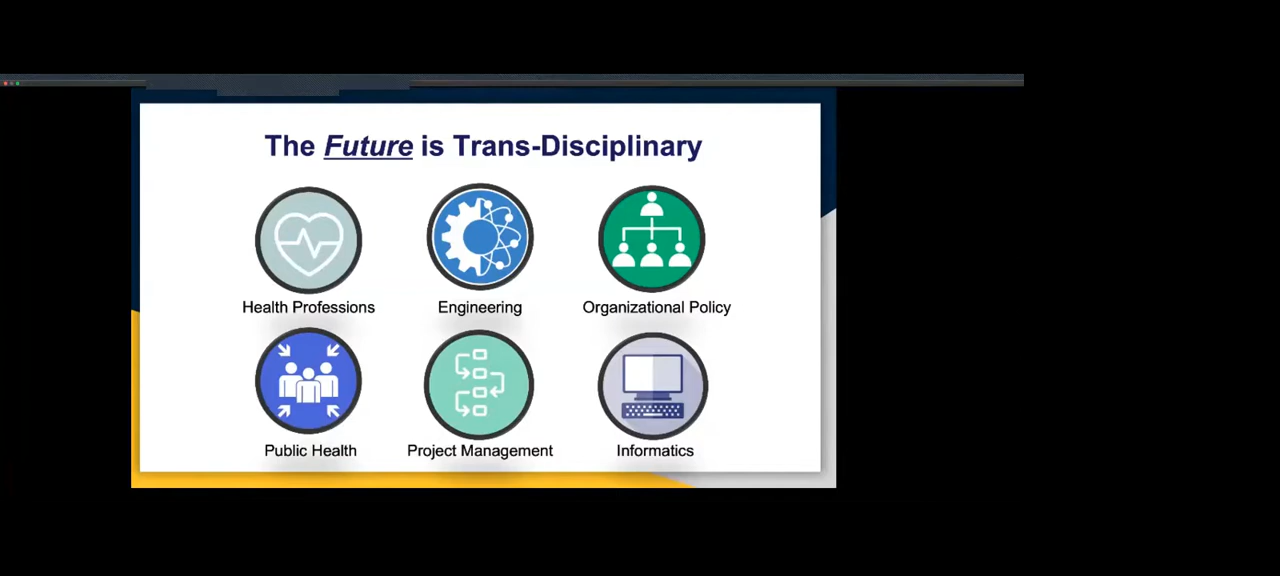 The Future is Trans-Disciplinary
Health Professions
Engineering
Organizational Policy
Public Health
Project Management
Informatics